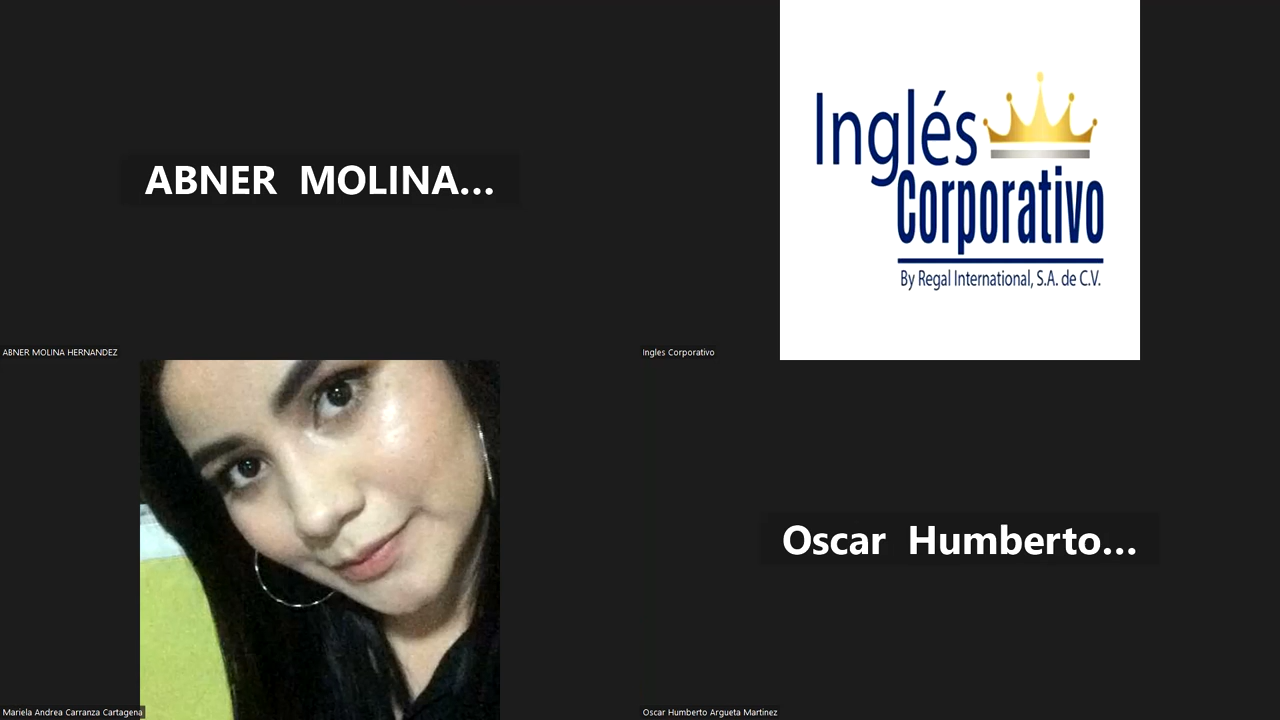 ABNER MOLINA...
Inglés
Corporativo
By Regal International, S.A. de C.V.
ABNER MOLINA HERNANDEZ
Ingles Corporativo
Oscar Humberto...
Mariela Andrea Carranza Cartagena
Oscar Humberto Argueta Martinez